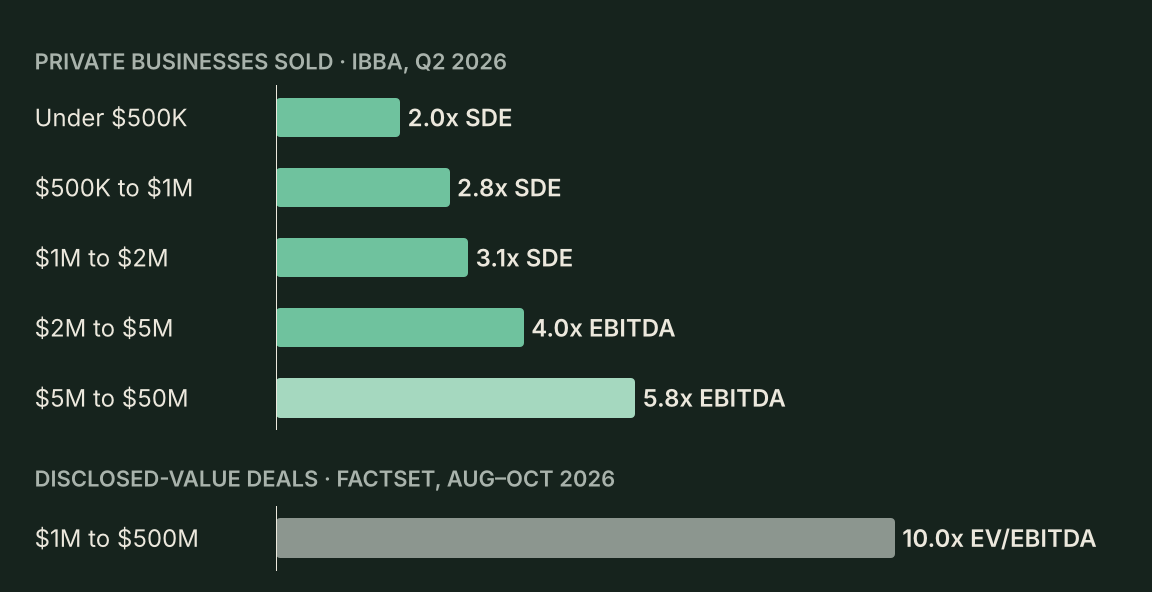 PRIVATE BUSINESSES SOLD · IBBA, Q2 2026
Under $500K 2.0x SDE
$500K to $1M 2.8x SDE
$1M to $2M 3.1x SDE
$2M to $5M 4.0x EBITDA
$5M to $50M 5.8x EBITDA
DISCLOSED-VALUE DEALS · FACTSET, AUG–OCT 2026
$1M to $500M 10.0x EV/EBITDA